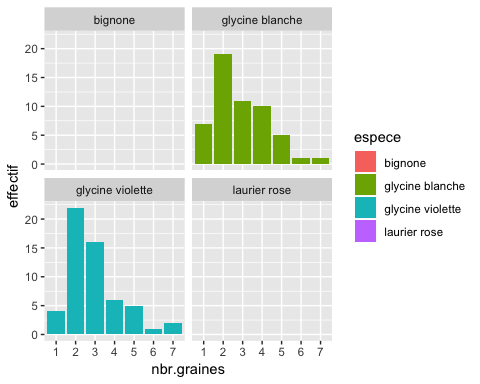 bignone
glycine blanche
20
15
10
5
0
glycine violette
laurier rose
20
15
10
5
0
1 2 3 4 5 6 7
1 2 3 4 5 6 7
nbr.graines
effectif
espece
bignone
glycine blanche
glycine violette
laurier rose